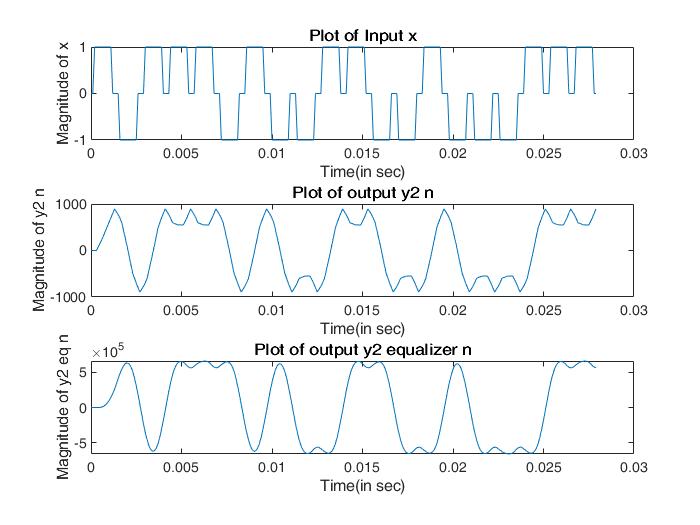 Plot of Input x
Magnitude of x
1
0
-1
0 0.005 0.01 0.015 0.02 0.025 0.03
Time(in sec)
Plot of output y2 n
Magnitude of y2 n
1000
0
-1000
0 0.005 0.01 0.015 0.02 0.025 0.03
Time(in sec)
Plot of output y2 equalizer n
Magnitude of y2 eq n
×10^5
5
0
-5
0 0.005 0.01 0.015 0.02 0.025 0.03
Time(in sec)